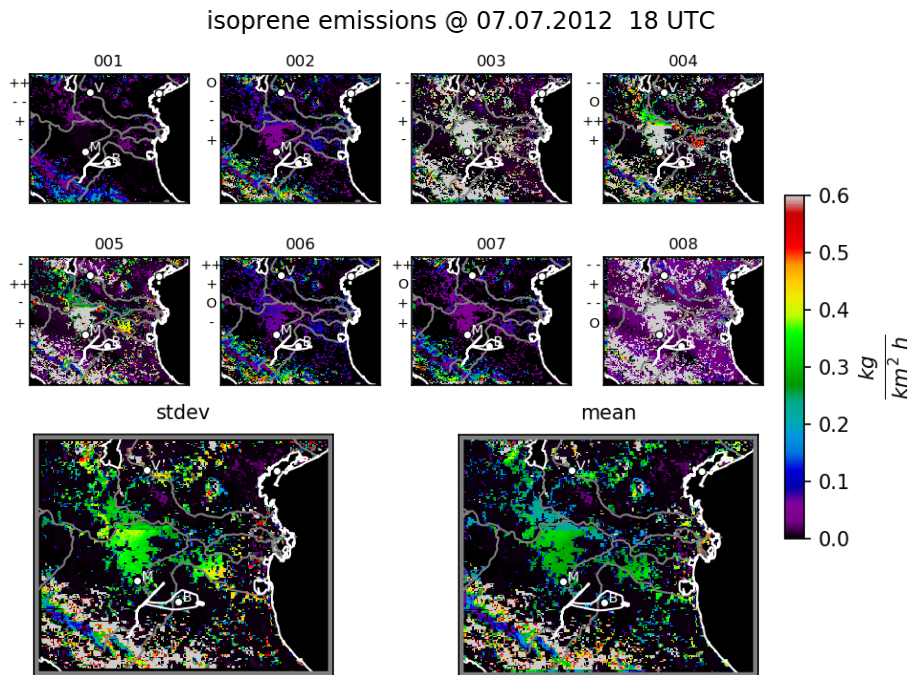 isoprene emissions @ 07.07.2012  18 UTC
001
002
003
004
++
- -
+
-
V
M
B
O
-
-
+
V
M
B
- -
-
+
+
V
M
B
- -
O
++
+
V
M
B
005
006
007
008
-
++
-
+
V
M
B
++
+
O
-
V
M
B
++
O
+
-
V
M
B
- -
+
- -
O
V
M
B
stdev
mean
V
M
B
V
M
B
0.6
0.5
0.4
0.3
0.2
0.1
0.0
kg
km² h